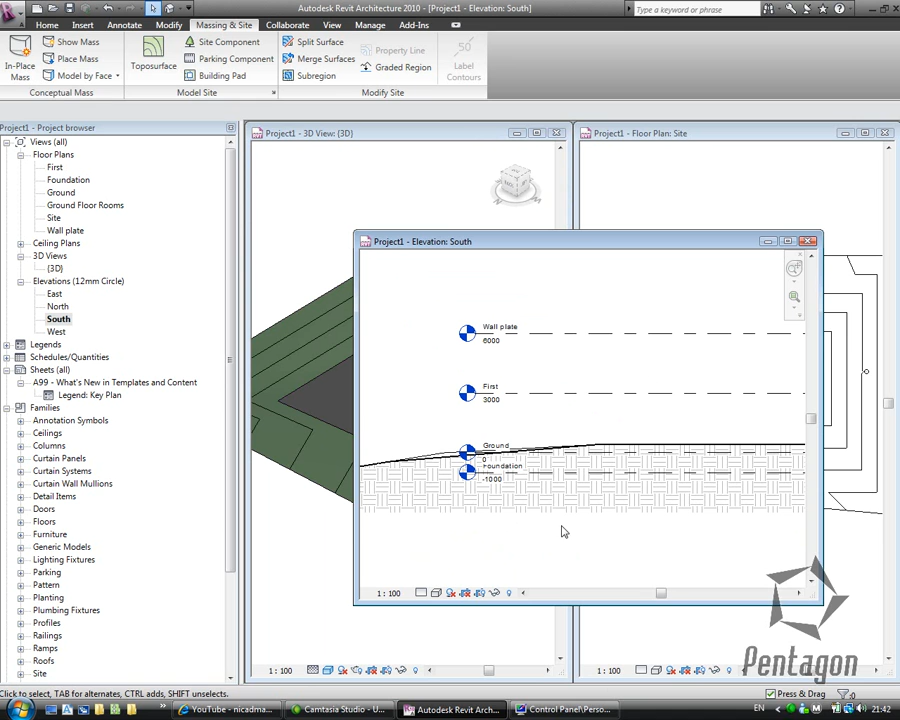 Autodesk Revit Architecture 2010 - [Project1 - Elevation: South]
Type a keyword or phrase
Home Insert Annotate Modify Massing & Site Collaborate View Manage Add-Ins
In-Place Mass
Show Mass
Place Mass
Model by Face
Conceptual Mass
Toposurface
Site Component
Parking Component
Building Pad
Model Site
Split Surface
Merge Surfaces
Subregion
Property Line
Graded Region
50
Label Contours
Modify Site
Project1 - Project browser
Views (all)
Floor Plans
First
Foundation
Ground
Ground Floor Rooms
Site
Wall plate
Ceiling Plans
3D Views
{3D}
Elevations (12mm Circle)
East
North
South
West
Legends
Schedules/Quantities
Sheets (all)
A99 - What's New in Templates and Content
Legend: Key Plan
Families
Annotation Symbols
Ceilings
Columns
Curtain Panels
Curtain Systems
Curtain Wall Mullions
Detail Items
Doors
Floors
Furniture
Generic Models
Lighting Fixtures
Parking
Pattern
Planting
Plumbing Fixtures
Profiles
Railings
Ramps
Roofs
Site
Project1 - 3D View: {3D}
Project1 - Floor Plan: Site
Project1 - Elevation: South
Wall plate
6000
First
3000
Ground
0
Foundation
-1000
1 : 100
1 : 100
1 : 100
Pentagon
Click to select, TAB for alternates, CTRL adds, SHIFT unselects.
Press & Drag
:0
YouTube - nicadma...
Camtasia Studio - U...
Autodesk Revit Arch...
Control Panel\Perso...
EN
21:42